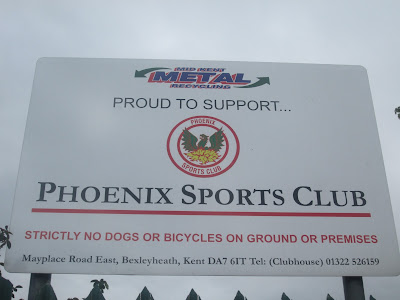 MID KENT
METAL
RECYCLING
PROUD TO SUPPORT...
PHOENIX
SPORTS CLUB
PHOENIX SPORTS CLUB
STRICTLY NO DOGS OR BICYCLES ON GROUND OR PREMISES
Mayplace Road East, Bexleyheath, Kent DA7 6JT Tel: (Clubhouse) 01322 526159